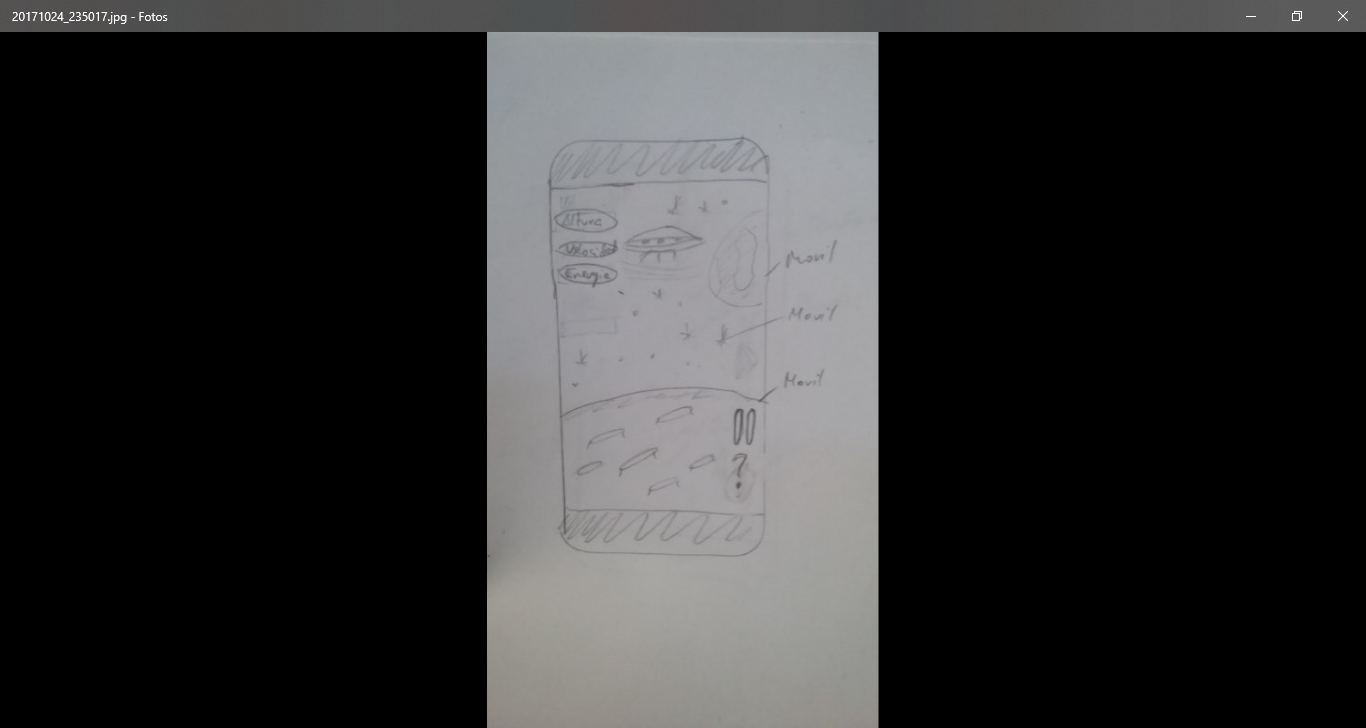 20171024_235017.jpg - Fotos
Altura
Velocidad
Energia
Movil
Movil
Movil
?